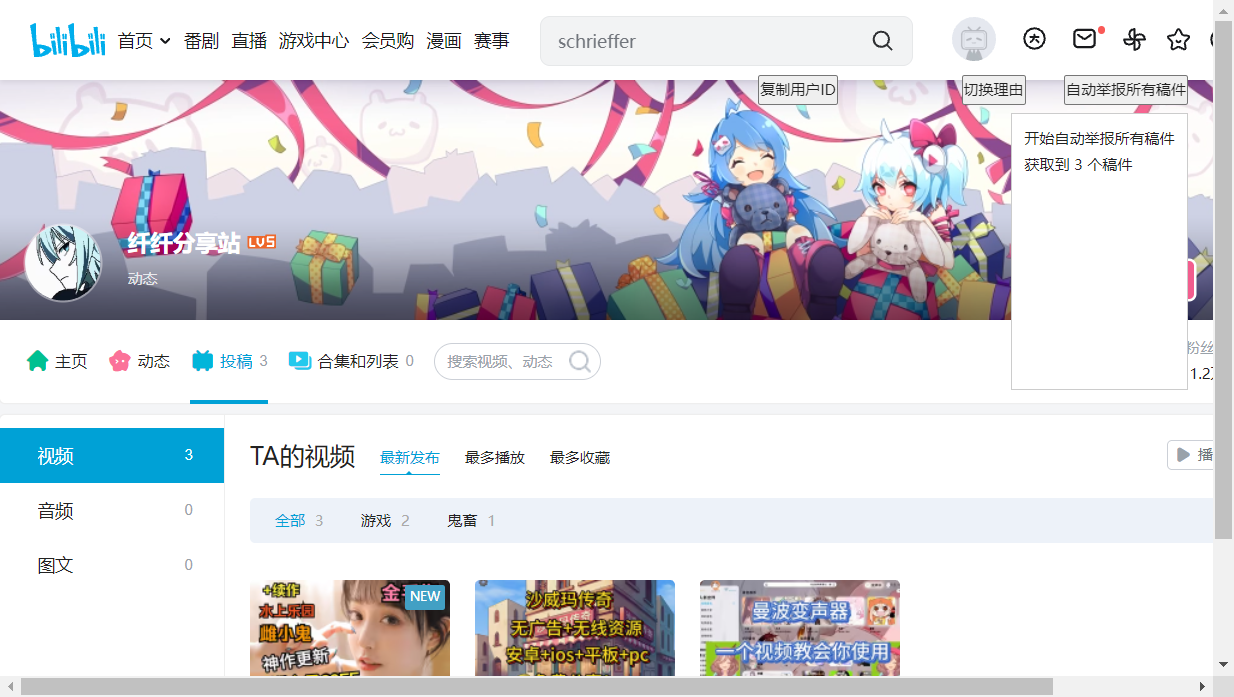 bilibili 首页 番剧 直播 游戏中心 会员购 漫画 赛事 schrieffer
复制用户ID 切换理由 自动举报所有稿件
开始自动举报所有稿件
获取到 3 个稿件
纤纤分享站 LV5
动态
主页 动态 投稿 3 合集和列表 0 搜索视频、动态
粉丝
1.2
视频 3
音频 0
图文 0
TA的视频 最新发布 最多播放 最多收藏 播
全部 3 游戏 2 鬼畜 1
+续作
水上乐园
雌小鬼
神作更新
金
NEW
沙威玛传奇
无广告+无线资源
安卓+ios+平板+pc
曼波变声器
一个视频教会你使用